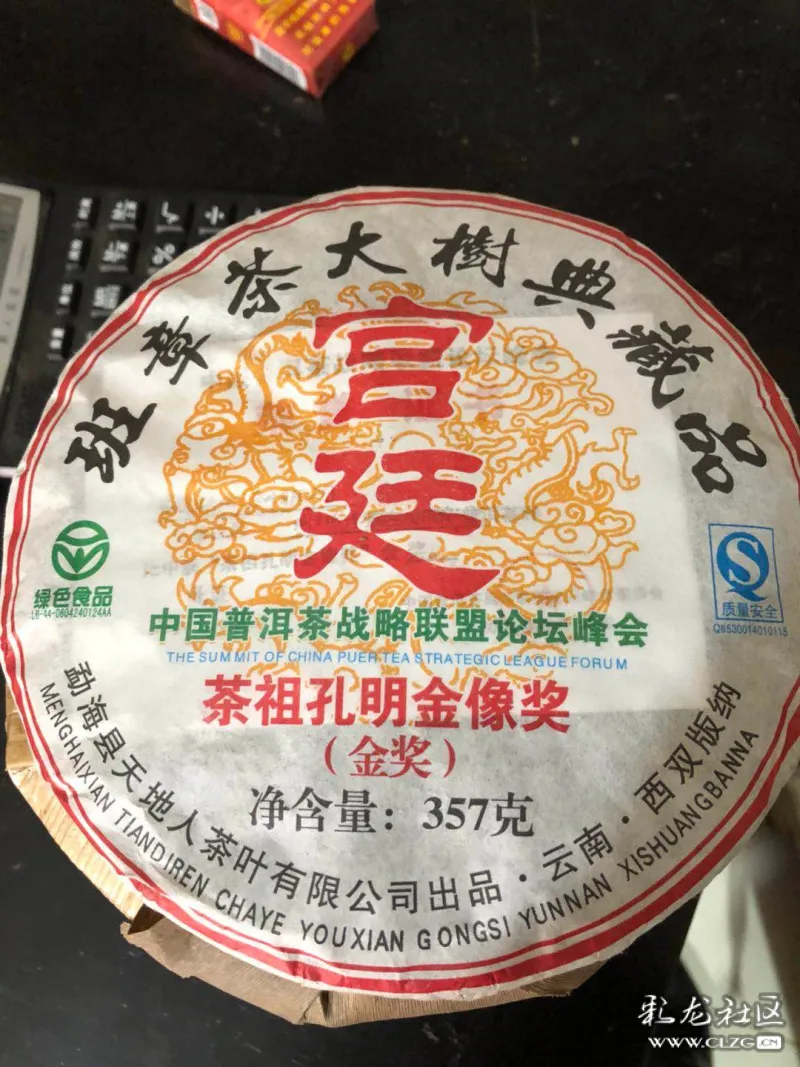 班章茶大樹典藏品
宫廷
绿色食品
LB-44-0604240124AA
质量安全
QS530014010115
中国普洱茶战略联盟论坛峰会
THE SUMMIT OF CHINA PUER TEA STRATEGIC LEAGUE FORUM
茶祖孔明金像奖
(金奖)
净含量：357克
勐海县天地人茶叶有限公司出品·云南·西双版纳
MENGHAIXIAN TIANDIREN CHAYE YOUXIAN GONGSI YUNNAN XISHUANGBANNA
彩龙社区
www.CLZG.CN